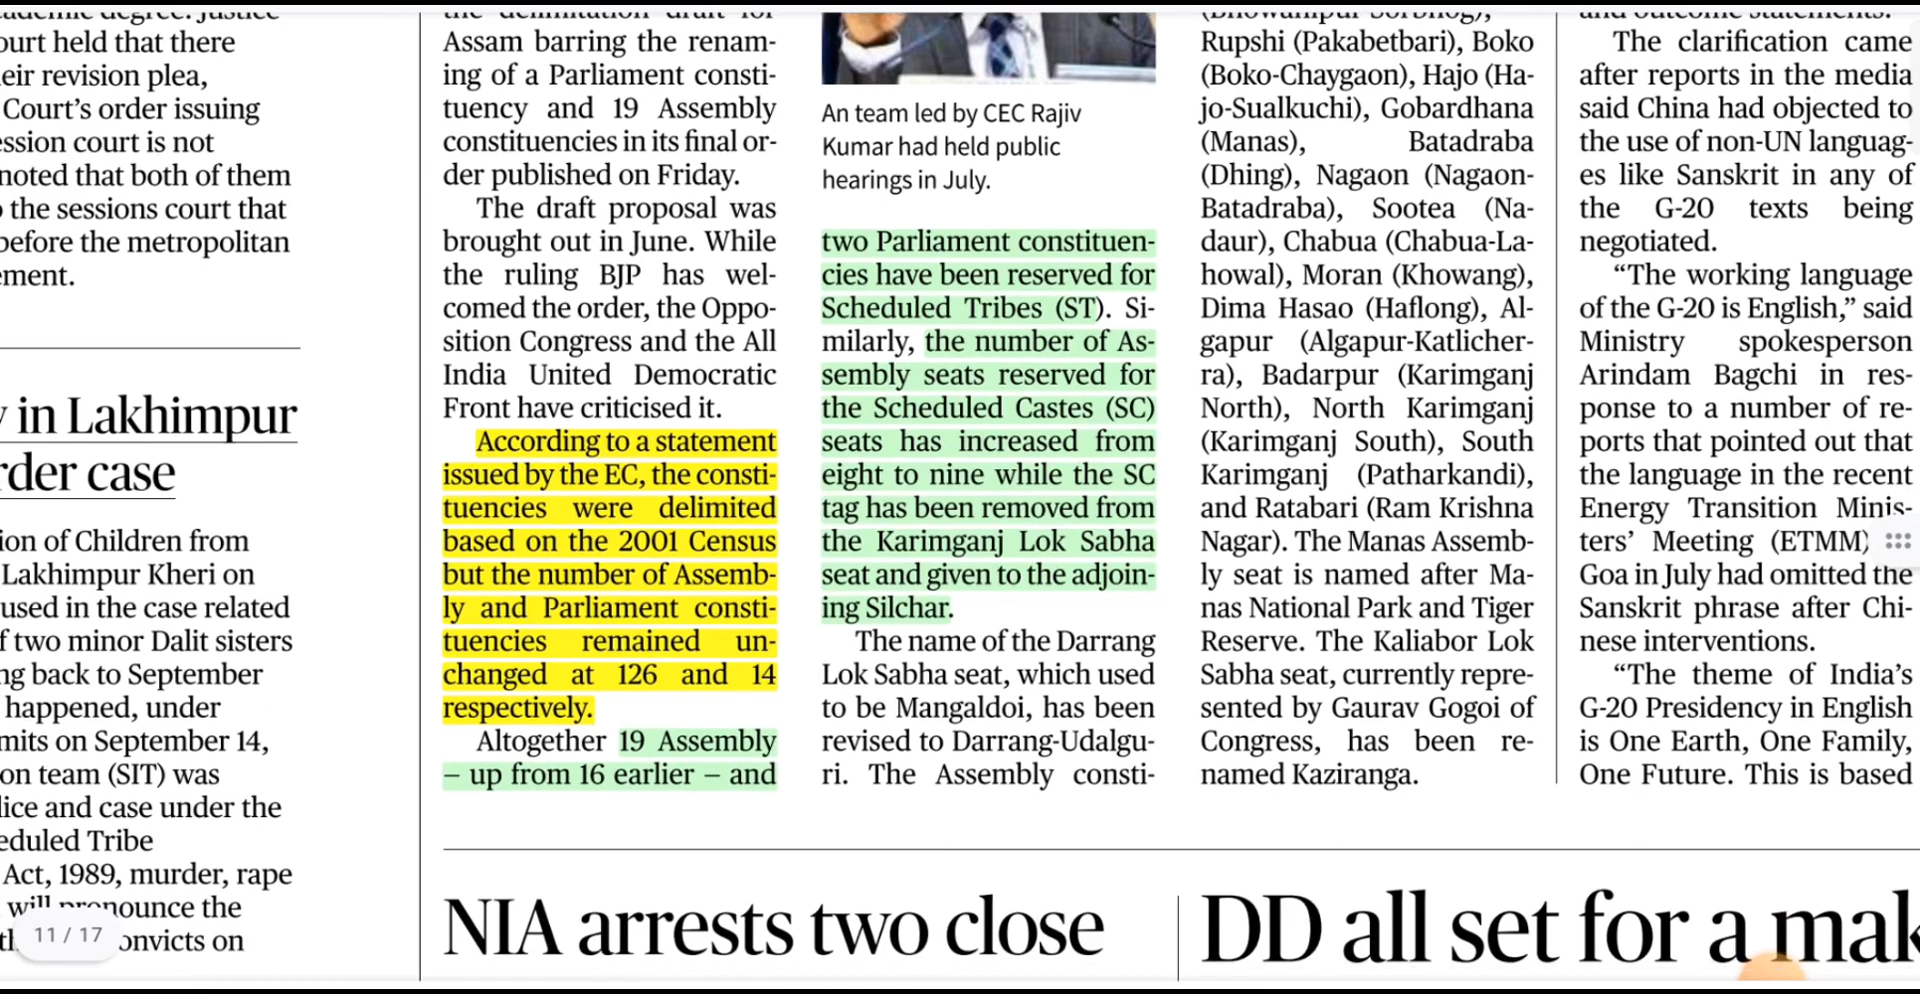 ourt held that there
eir revision plea,
Court's order issuing
ession court is not
noted that both of them
o the sessions court that
before the metropolitan
ement.
y in Lakhimpur
rder case
ion of Children from
Lakhimpur Kheri on
used in the case related
f two minor Dalit sisters
ng back to September
happened, under
mits on September 14,
on team (SIT) was
lice and case under the
eduled Tribe
Act, 1989, murder, rape
will pronounce the
onvicts on
11 / 17
the delimitation draft for
Assam barring the renam-
ing of a Parliament consti-
tuency and 19 Assembly
constituencies in its final or-
der published on Friday.
The draft proposal was
brought out in June. While
the ruling BJP has wel-
comed the order, the Oppo-
sition Congress and the All
India United Democratic
Front have criticised it.
According to a statement
issued by the EC, the consti-
tuencies were delimited
based on the 2001 Census
but the number of Assemb-
ly and Parliament consti-
tuencies remained un-
changed at 126 and 14
respectively.
Altogether 19 Assembly
– up from 16 earlier – and
An team led by CEC Rajiv
Kumar had held public
hearings in July.
two Parliament constituen-
cies have been reserved for
Scheduled Tribes (ST). Si-
milarly, the number of As-
sembly seats reserved for
the Scheduled Castes (SC)
seats has increased from
eight to nine while the SC
tag has been removed from
the Karimganj Lok Sabha
seat and given to the adjoin-
ing Silchar.
The name of the Darrang
Lok Sabha seat, which used
to be Mangaldoi, has been
revised to Darrang-Udalgu-
ri. The Assembly consti-
(Bhowanipur-Sorbhog),
Rupshi (Pakabetbari), Boko
(Boko-Chaygaon), Hajo (Ha-
jo-Sualkuchi), Gobardhana
(Manas), Batadraba
(Dhing), Nagaon (Nagaon-
Batadraba), Sootea (Na-
daur), Chabua (Chabua-La-
howal), Moran (Khowang),
Dima Hasao (Haflong), Al-
gapur (Algapur-Katlicher-
ra), Badarpur (Karimganj
North), North Karimganj
(Karimganj South), South
Karimganj (Patharkandi),
and Ratabari (Ram Krishna
Nagar). The Manas Assemb-
ly seat is named after Ma-
nas National Park and Tiger
Reserve. The Kaliabor Lok
Sabha seat, currently repre-
sented by Gaurav Gogoi of
Congress, has been re-
named Kaziranga.
and outcome statements.
The clarification came
after reports in the media
said China had objected to
the use of non-UN languag-
es like Sanskrit in any of
the G-20 texts being
negotiated.
“The working language
of the G-20 is English,” said
Ministry spokesperson
Arindam Bagchi in res-
ponse to a number of re-
ports that pointed out that
the language in the recent
Energy Transition Minis-
ters’ Meeting (ETMM)
Goa in July had omitted the
Sanskrit phrase after Chi-
nese interventions.
“The theme of India’s
G-20 Presidency in English
is One Earth, One Family,
One Future. This is based
NIA arrests two close
DD all set for a mak